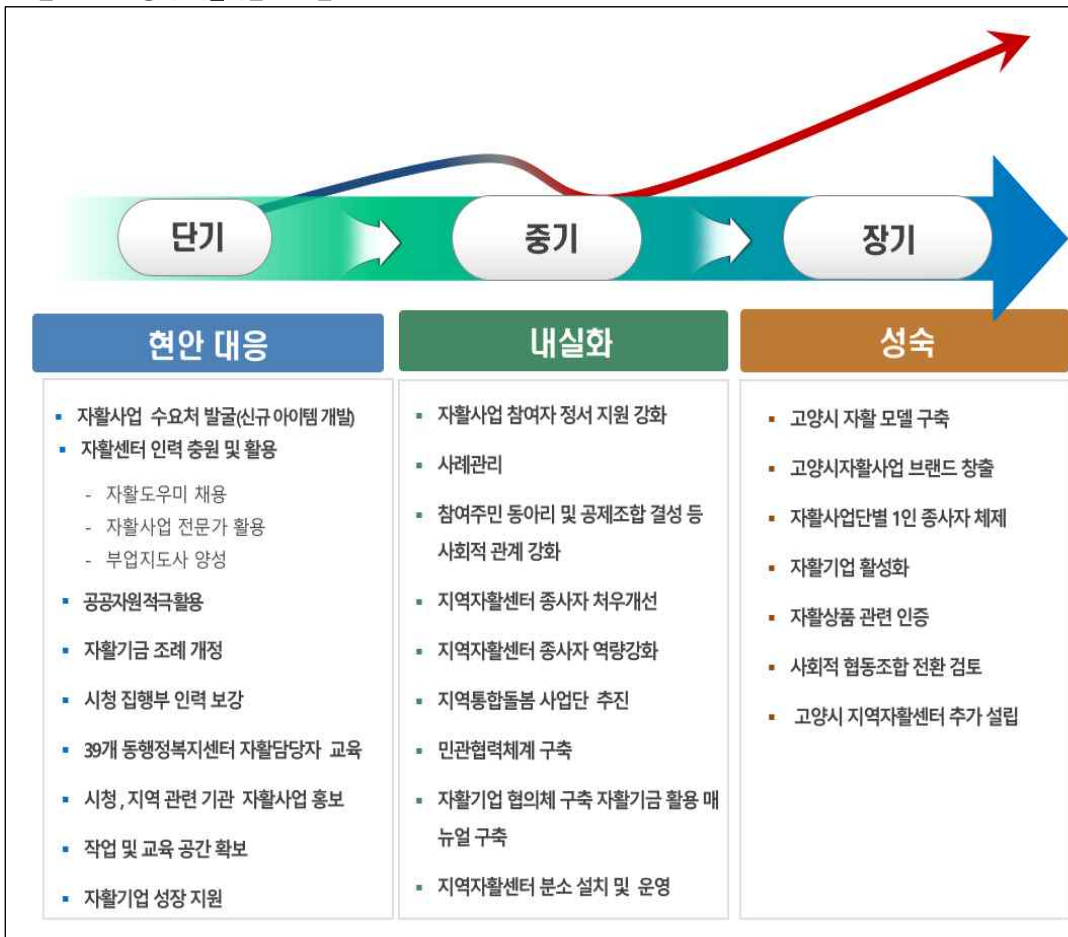 단기
중기
장기
현안 대응
▪ 자활사업 수요처 발굴(신규 아이템 개발)
▪ 자활센터 인력 충원 및 활용
- 자활도우미 채용
- 자활사업 전문가 활용
- 부업지도사 양성
▪ 공공자원적극활용
▪ 자활기금 조례 개정
▪ 시청 집행부 인력 보강
▪ 39개 동행정복지센터 자활담당자 교육
▪ 시청, 지역 관련 기관 자활사업 홍보
▪ 작업 및 교육 공간 확보
▪ 자활기업 성장 지원
내실화
▪ 자활사업 참여자 정서 지원 강화
▪ 사례관리
▪ 참여주민 동아리 및 공제조합 결성 등
사회적 관계 강화
▪ 지역자활센터 종사자 처우개선
▪ 지역자활센터 종사자 역량강화
▪ 지역통합돌봄 사업단 추진
▪ 민관협력체계 구축
▪ 자활기업 협의체 구축 자활기금 활용 매
뉴얼 구축
▪ 지역자활센터 분소 설치 및 운영
성숙
▪ 고양시 자활 모델 구축
▪ 고양시자활사업 브랜드 창출
▪ 자활사업단별 1인 종사자 체제
▪ 자활기업 활성화
▪ 자활상품 관련 인증
▪ 사회적 협동조합 전환 검토
▪ 고양시 지역자활센터 추가 설립